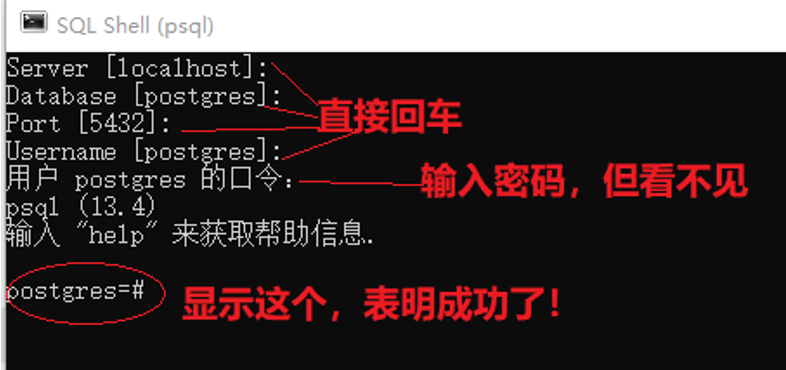 SQL Shell (psql)
Server [localhost]:
Database [postgres]:
Port [5432]:
直接回车
Username [postgres]:
用户 postgres 的口令：
输入密码，但看不见
psql (13.4)
输入 "help" 来获取帮助信息.
postgres=#
显示这个，表明成功了！